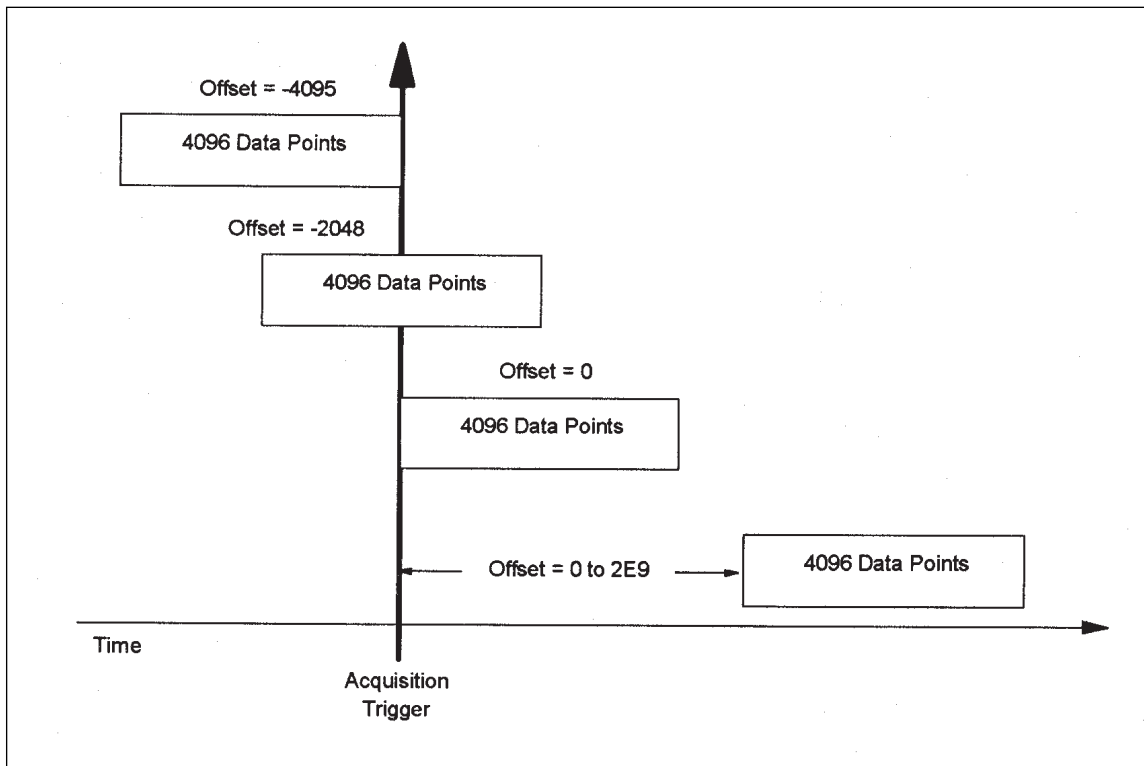 Offset = -4095
4096 Data Points
Offset = -2048
4096 Data Points
Offset = 0
4096 Data Points
Offset = 0 to 2E9
4096 Data Points
Time
Acquisition
Trigger